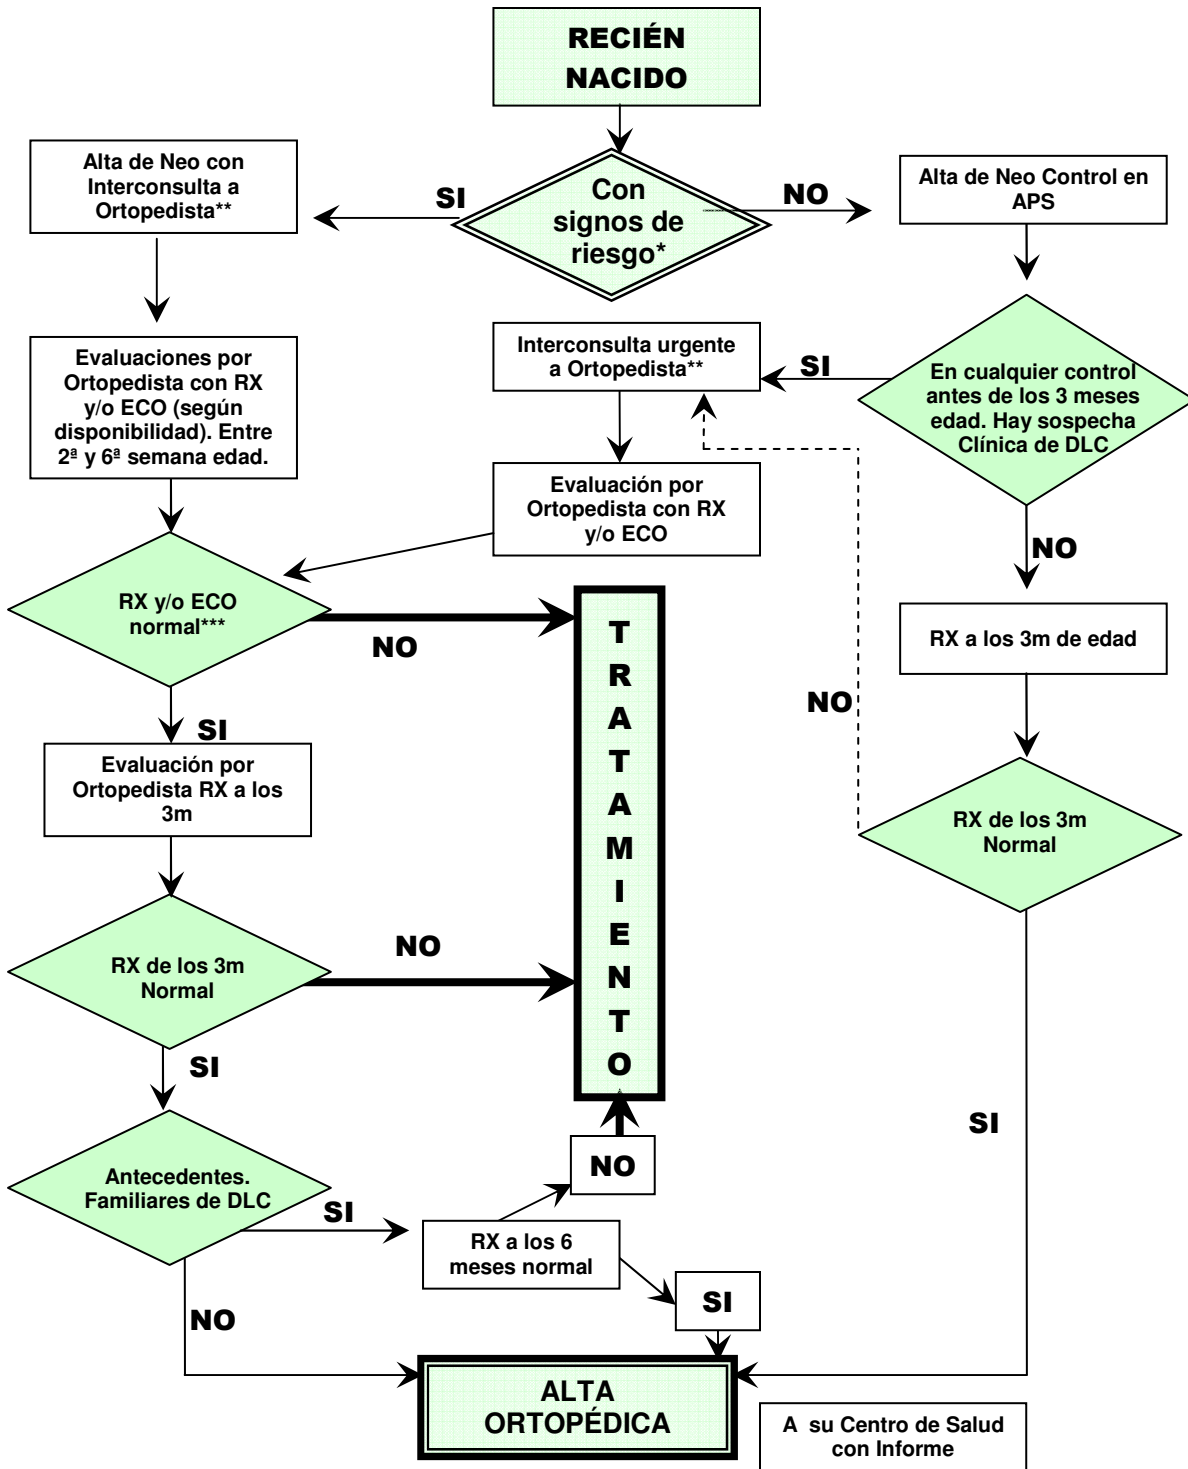 RECIÉN
NACIDO
Alta de Neo con
Interconsulta a
Ortopedista**
SI
Con
signos de
riesgo*
NO
Alta de Neo Control en
APS
Evaluaciones por
Ortopedista con RX
y/o ECO (según
disponibilidad). Entre
2ª y 6ª semana edad.
Interconsulta urgente
a Ortopedista**
SI
En cualquier control
antes de los 3 meses
edad. Hay sospecha
Clínica de DLC
Evaluación por
Ortopedista con RX
y/o ECO
NO
RX y/o ECO
normal***
NO
T
R
A
T
A
M
I
E
N
T
O
RX a los 3m de edad
NO
SI
Evaluación por
Ortopedista RX a los
3m
RX de los 3m
Normal
RX de los 3m
Normal
NO
SI
SI
Antecedentes.
Familiares de DLC
SI
NO
RX a los 6
meses normal
SI
NO
ALTA
ORTOPÉDICA
A su Centro de Salud
con Informe